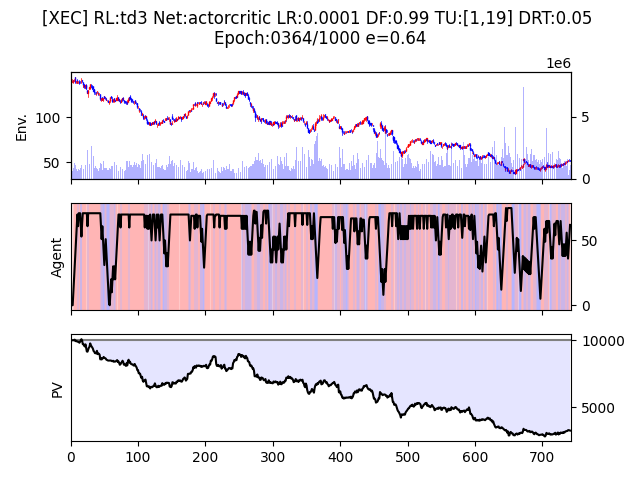 [XEC] RL:td3 Net:actorcritic LR:0.0001 DF:0.99 TU:[1,19] DRT:0.05
Epoch:0364/1000 e=0.64
1e6
Env.
100
50
5
0
Agent
50
0
PV
10000
5000
0 100 200 300 400 500 600 700